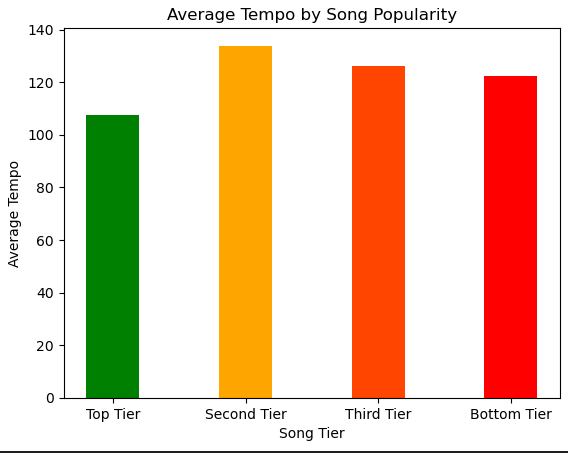 Average Tempo by Song Popularity
Average Tempo
140
120
100
80
60
40
20
0
Top Tier Second Tier Third Tier Bottom Tier
Song Tier